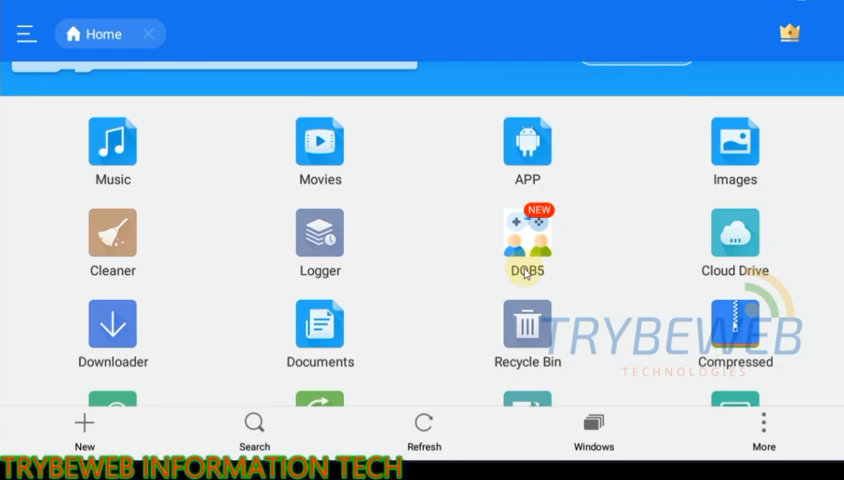 Home
Music
Movies
APP
Images
NEW
Cleaner
Logger
Cloud Drive
Downloader
Documents
Recycle Bin
Compressed
TRYBEWEB
TECHNOLOGIES
New
Search
Refresh
Windows
More
TRYBEWEB INFORMATION TECH